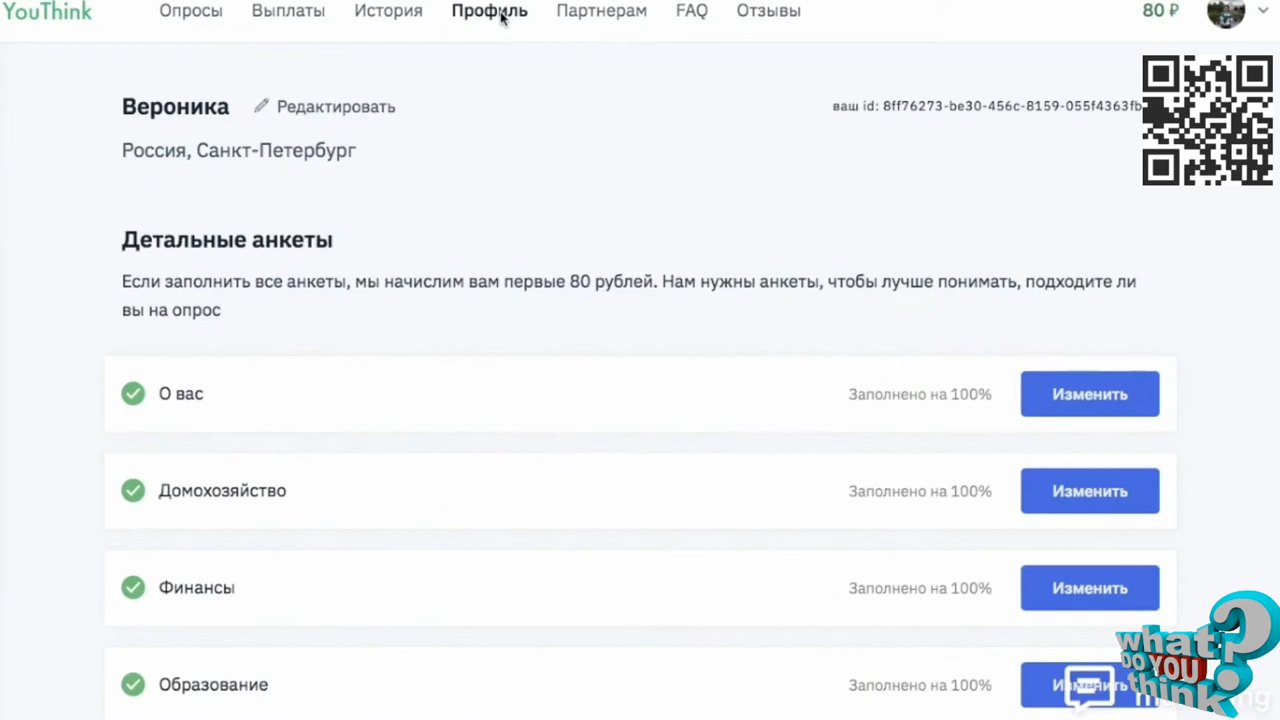 YouThink
Опросы
Выплаты
История
Профиль
Партнерам
FAQ
Отзывы
80 ₽
Вероника
Редактировать
ваш id: 8ff76273-be30-456c-8159-055f4363fb
Россия, Санкт-Петербург
Детальные анкеты
Если заполнить все анкеты, мы начислим вам первые 80 рублей. Нам нужны анкеты, чтобы лучше понимать, подходите ли
вы на опрос
О вас
Заполнено на 100%
Изменить
Домохозяйство
Заполнено на 100%
Изменить
Финансы
Заполнено на 100%
Изменить
Образование
Заполнено на 100%
Изменить
what
DO YOU
think
?